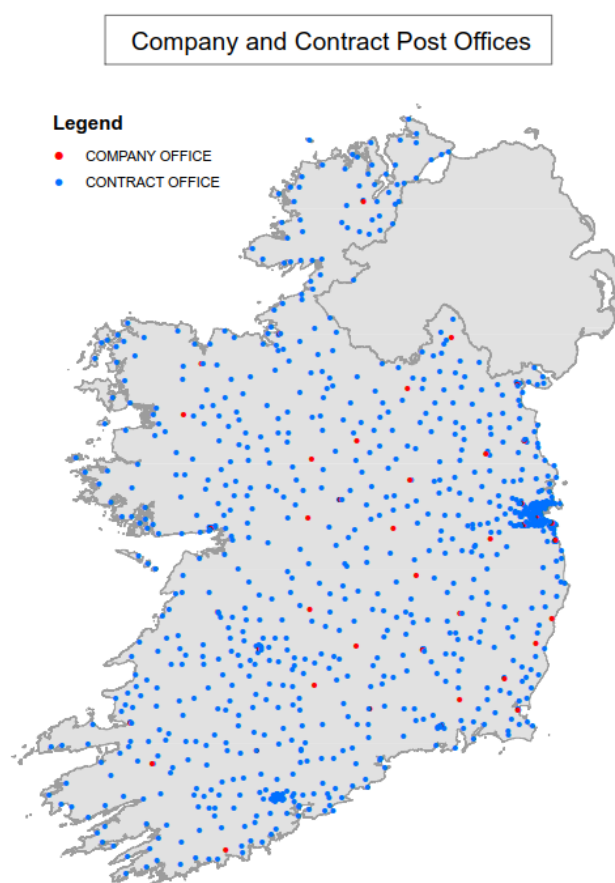 Company and Contract Post Offices
Legend
COMPANY OFFICE
CONTRACT OFFICE